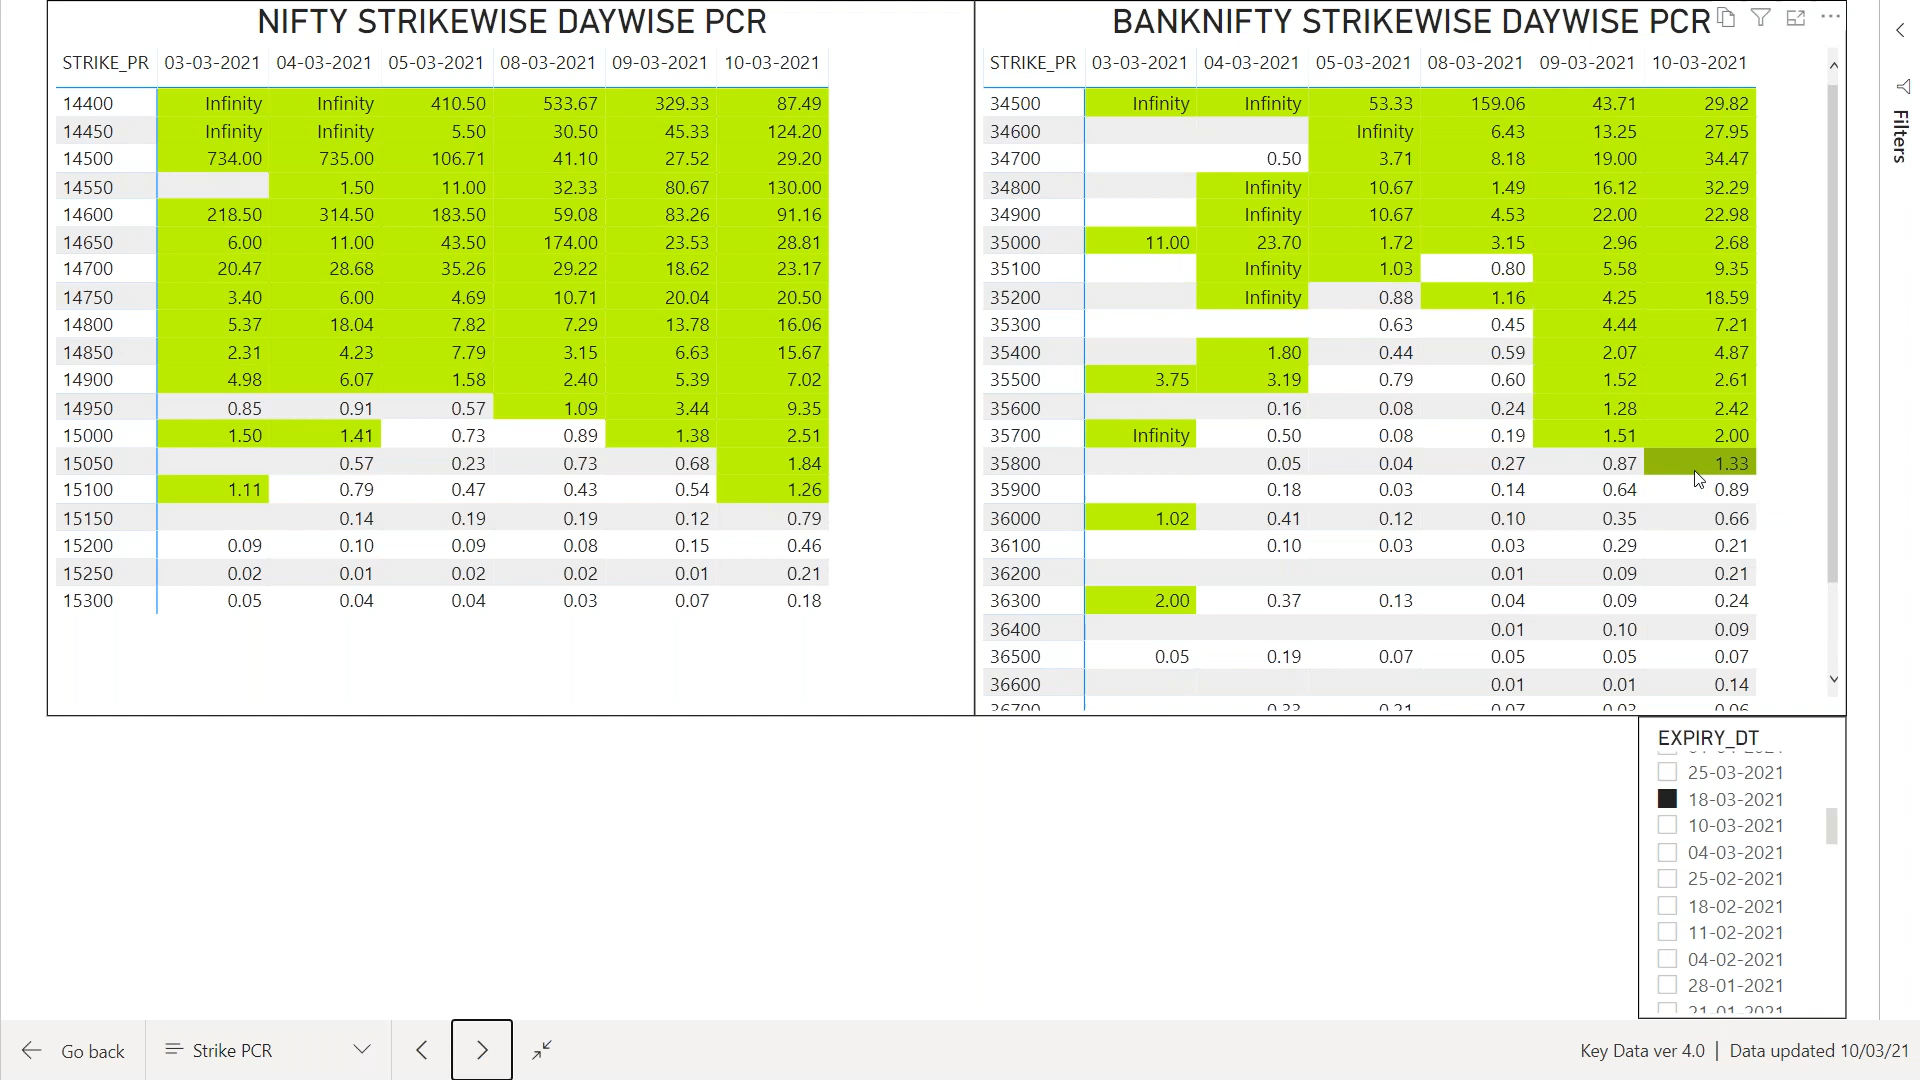 NIFTY STRIKEWISE DAYWISE PCR
STRIKE_PR 03-03-2021 04-03-2021 05-03-2021 08-03-2021 09-03-2021 10-03-2021
14400 Infinity Infinity 410.50 533.67 329.33 87.49
14450 Infinity Infinity 5.50 30.50 45.33 124.20
14500 734.00 735.00 106.71 41.10 27.52 29.20
14550 1.50 11.00 32.33 80.67 130.00
14600 218.50 314.50 183.50 59.08 83.26 91.16
14650 6.00 11.00 43.50 174.00 23.53 28.81
14700 20.47 28.68 35.26 29.22 18.62 23.17
14750 3.40 6.00 4.69 10.71 20.04 20.50
14800 5.37 18.04 7.82 7.29 13.78 16.06
14850 2.31 4.23 7.79 3.15 6.63 15.67
14900 4.98 6.07 1.58 2.40 5.39 7.02
14950 0.85 0.91 0.57 1.09 3.44 9.35
15000 1.50 1.41 0.73 0.89 1.38 2.51
15050 0.57 0.23 0.73 0.68 1.84
15100 1.11 0.79 0.47 0.43 0.54 1.26
15150 0.14 0.19 0.19 0.12 0.79
15200 0.09 0.10 0.09 0.08 0.15 0.46
15250 0.02 0.01 0.02 0.02 0.01 0.21
15300 0.05 0.04 0.04 0.03 0.07 0.18
BANKNIFTY STRIKEWISE DAYWISE PCR
STRIKE_PR 03-03-2021 04-03-2021 05-03-2021 08-03-2021 09-03-2021 10-03-2021
34500 Infinity Infinity 53.33 159.06 43.71 29.82
34600 Infinity 6.43 13.25 27.95
34700 0.50 3.71 8.18 19.00 34.47
34800 Infinity 10.67 1.49 16.12 32.29
34900 Infinity 10.67 4.53 22.00 22.98
35000 11.00 23.70 1.72 3.15 2.96 2.68
35100 Infinity 1.03 0.80 5.58 9.35
35200 Infinity 0.88 1.16 4.25 18.59
35300 0.63 0.45 4.44 7.21
35400 1.80 0.44 0.59 2.07 4.87
35500 3.75 3.19 0.79 0.60 1.52 2.61
35600 0.16 0.08 0.24 1.28 2.42
35700 Infinity 0.50 0.08 0.19 1.51 2.00
35800 0.05 0.04 0.27 0.87 1.33
35900 0.18 0.03 0.14 0.64 0.89
36000 1.02 0.41 0.12 0.10 0.35 0.66
36100 0.10 0.03 0.03 0.29 0.21
36200 0.01 0.09 0.21
36300 2.00 0.37 0.13 0.04 0.09 0.24
36400 0.01 0.10 0.09
36500 0.05 0.19 0.07 0.05 0.05 0.07
36600 0.01 0.01 0.14
Filters
EXPIRY_DT
25-03-2021
18-03-2021
10-03-2021
04-03-2021
25-02-2021
18-02-2021
11-02-2021
04-02-2021
28-01-2021
Go back
Strike PCR
Key Data ver 4.0 | Data updated 10/03/21